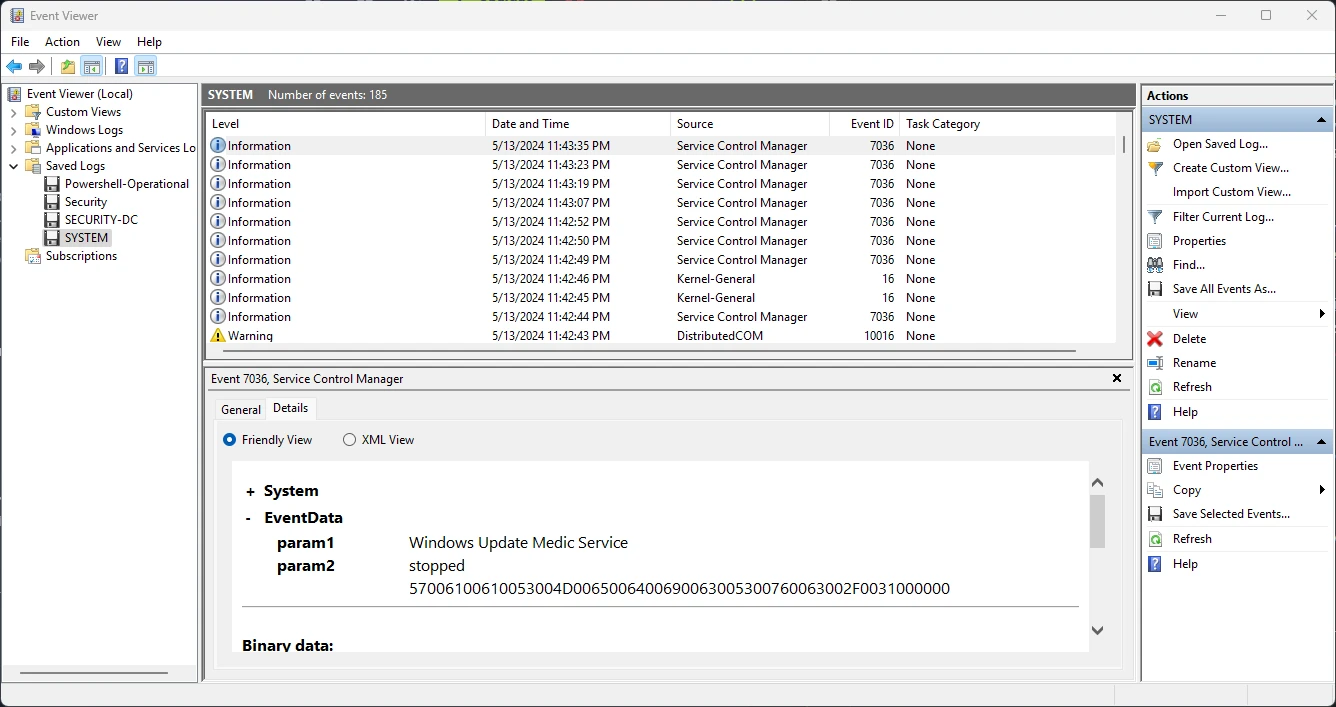 Event Viewer
File Action View Help
Event Viewer (Local)
Custom Views
Windows Logs
Applications and Services Lo
Saved Logs
Powershell-Operational
Security
SECURITY-DC
SYSTEM
Subscriptions
SYSTEM Number of events: 185
Level Date and Time Source Event ID Task Category
Information 5/13/2024 11:43:35 PM Service Control Manager 7036 None
Information 5/13/2024 11:43:23 PM Service Control Manager 7036 None
Information 5/13/2024 11:43:19 PM Service Control Manager 7036 None
Information 5/13/2024 11:43:07 PM Service Control Manager 7036 None
Information 5/13/2024 11:42:52 PM Service Control Manager 7036 None
Information 5/13/2024 11:42:50 PM Service Control Manager 7036 None
Information 5/13/2024 11:42:49 PM Service Control Manager 7036 None
Information 5/13/2024 11:42:46 PM Kernel-General 16 None
Information 5/13/2024 11:42:45 PM Kernel-General 16 None
Information 5/13/2024 11:42:44 PM Service Control Manager 7036 None
Warning 5/13/2024 11:42:43 PM DistributedCOM 10016 None
Event 7036, Service Control Manager
General Details
Friendly View XML View
+ System
- EventData
param1 Windows Update Medic Service
param2 stopped
57006100610053004D0065006400690063005300760063002F0031000000
Binary data:
Actions
SYSTEM
Open Saved Log...
Create Custom View...
Import Custom View...
Filter Current Log...
Properties
Find...
Save All Events As...
View
Delete
Rename
Refresh
Help
Event 7036, Service Control ...
Event Properties
Copy
Save Selected Events...
Refresh
Help